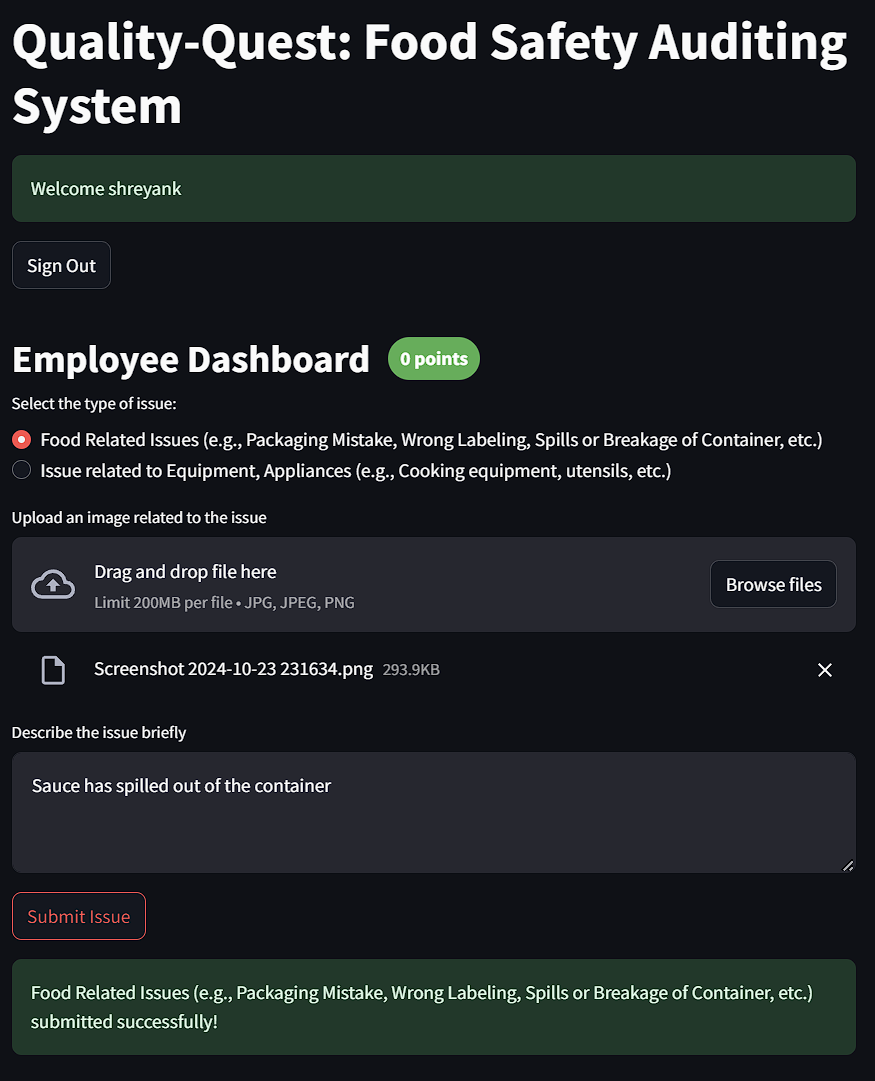 Quality-Quest: Food Safety Auditing
System
Welcome shreyank
Sign Out
Employee Dashboard 0 points
Select the type of issue:
Food Related Issues (e.g., Packaging Mistake, Wrong Labeling, Spills or Breakage of Container, etc.)
Issue related to Equipment, Appliances (e.g., Cooking equipment, utensils, etc.)
Upload an image related to the issue
Drag and drop file here
Limit 200MB per file • JPG, JPEG, PNG
Browse files
Screenshot 2024-10-23 231634.png 293.9KB
Describe the issue briefly
Sauce has spilled out of the container
Submit Issue
Food Related Issues (e.g., Packaging Mistake, Wrong Labeling, Spills or Breakage of Container, etc.)
submitted successfully!